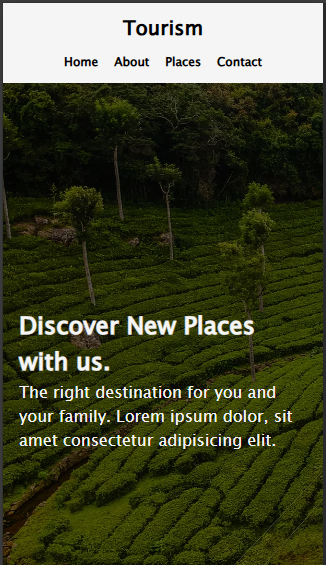 Tourism
Home About Places Contact
Discover New Places
with us.
The right destination for you and
your family. Lorem ipsum dolor, sit
amet consectetur adipisicing elit.